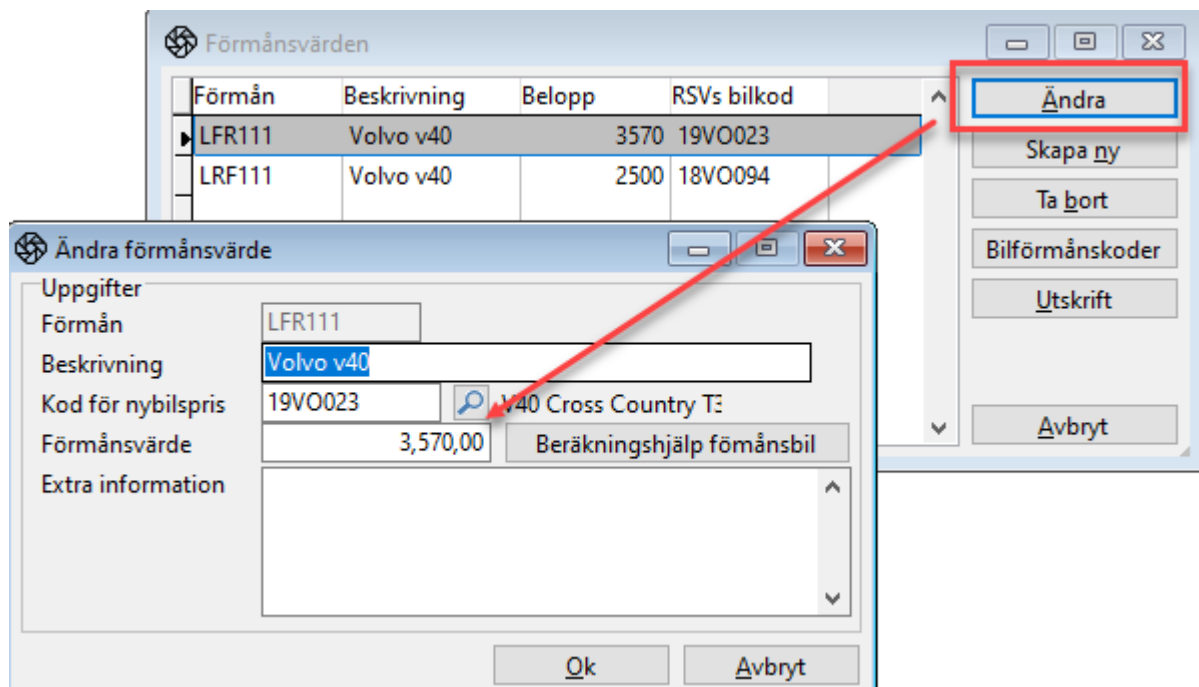 Förmånsvärden
Förmån Beskrivning Belopp RSVs bilkod
LFR111 Volvo v40 3570 19VO023
LRF111 Volvo v40 2500 18VO094
Ändra
Skapa ny
Ta bort
Bilförmånskoder
Utskrift
Avbryt
Ändra förmånsvärde
Uppgifter
Förmån LFR111
Beskrivning Volvo v40
Kod för nybilspris 19VO023 V40 Cross Country T3
Förmånsvärde 3,570,00 Beräkningshjälp fömånsbil
Extra information
Ok Avbryt